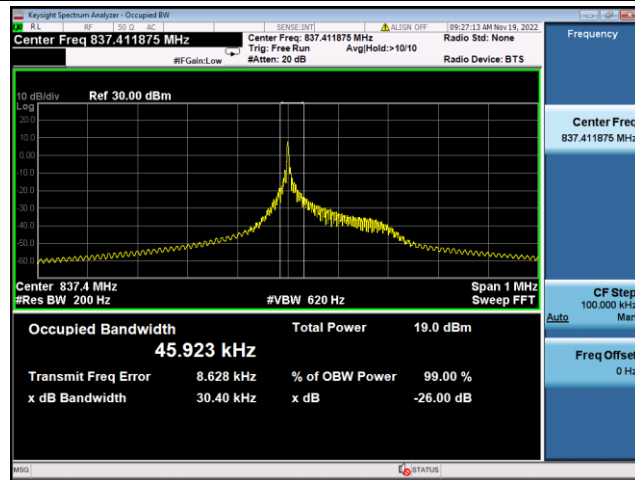 Keysight Spectrum Analyzer - Occupied BW
RL RF 50 Ω AC SENSE:INT ALIGN OFF 09:27:13 AM Nov 19, 2022
Center Freq 837.411875 MHz Center Freq: 837.411875 MHz Radio Std: None Frequency
Trig: Free Run Avg|Hold:>10/10
#IFGain:Low #Atten: 20 dB Radio Device: BTS
10 dB/div Ref 30.00 dBm
Log
20.0
10.0
0.00
-10.0
-20.0
-30.0
-40.0
-50.0
-60.0
Center Freq
837.411875 MHz
Center 837.4 MHz Span 1 MHz
#Res BW 200 Hz #VBW 620 Hz Sweep FFT
CF Step
100.000 kHz
Auto Man
Occupied Bandwidth Total Power 19.0 dBm
45.923 kHz
Freq Offset
0 Hz
Transmit Freq Error 8.628 kHz % of OBW Power 99.00 %
x dB Bandwidth 30.40 kHz x dB -26.00 dB
MSG STATUS